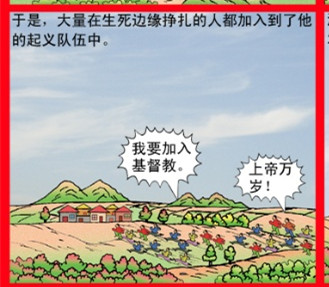 于是，大量在生死边缘挣扎的人都加入到了他
的起义队伍中。
我要加入
基督教。
上帝万
岁！